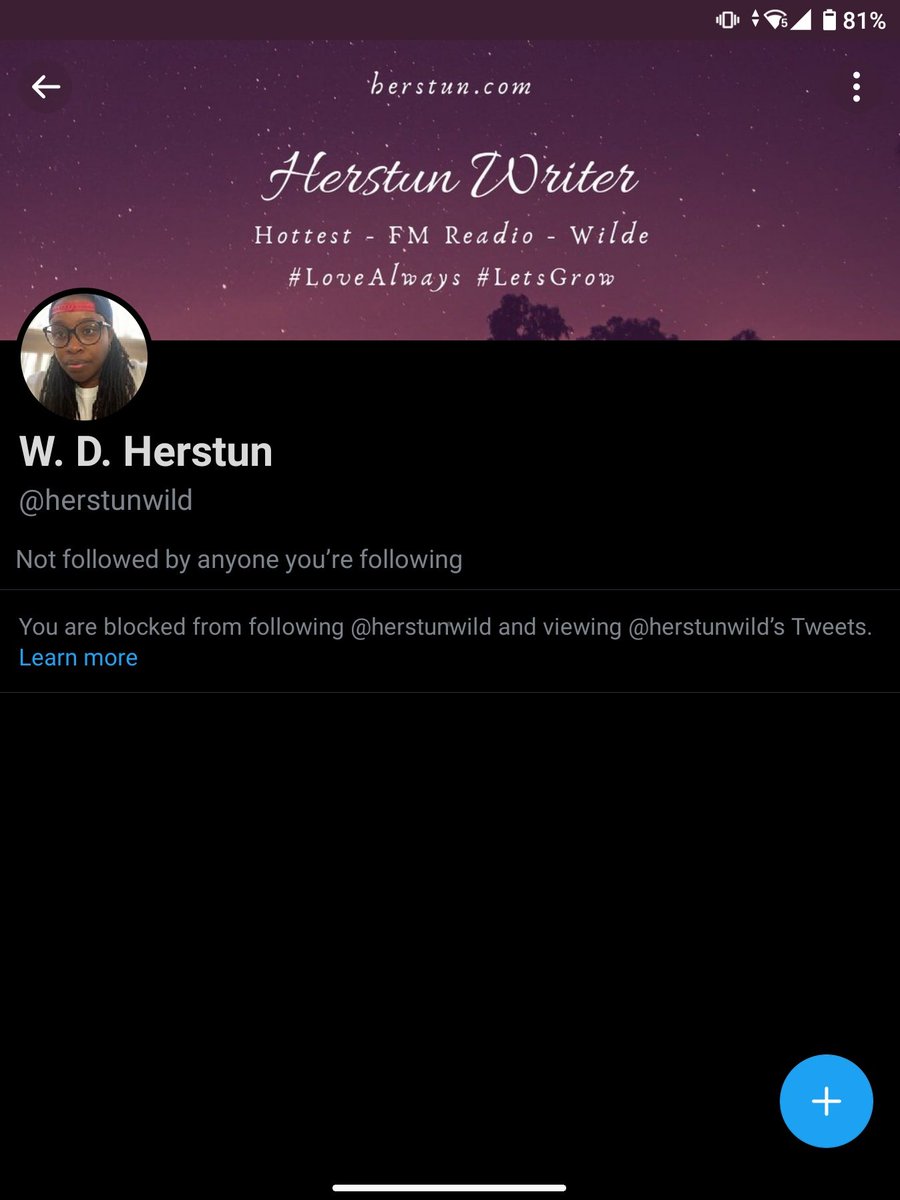 81%
herstun.com
Herstun Writer
Hottest - FM Readio - Wilde
#LoveAlways #LetsGrow
W. D. Herstun
@herstunwild
Not followed by anyone you’re following
You are blocked from following @herstunwild and viewing @herstunwild’s Tweets.
Learn more